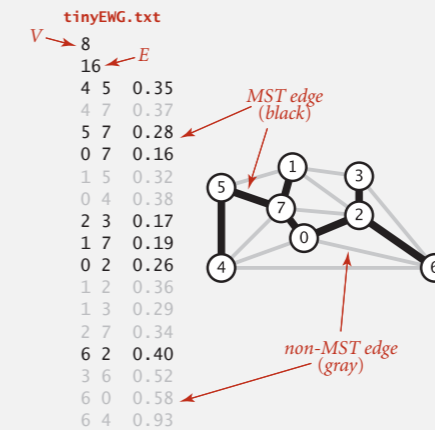 tinyEWG.txt
V
8
16
E
4 5 0.35
4 7 0.37
5 7 0.28
0 7 0.16
1 5 0.32
0 4 0.38
2 3 0.17
1 7 0.19
0 2 0.26
1 2 0.36
1 3 0.29
2 7 0.34
6 2 0.40
3 6 0.52
6 0 0.58
6 4 0.93
MST edge
(black)
1
3
5
7
2
0
4
6
non-MST edge
(gray)